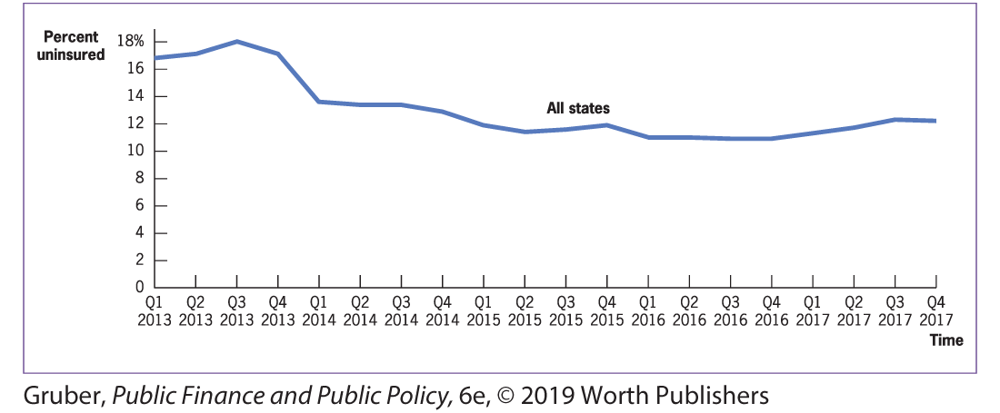 Percent
uninsured
18%
16
14
12
10
8
6
4
2
0
All states
Q1 Q2 Q3 Q4 Q1 Q2 Q3 Q4 Q1 Q2 Q3 Q4 Q1 Q2 Q3 Q4 Q1 Q2 Q3 Q4
2013 2013 2013 2013 2014 2014 2014 2014 2015 2015 2015 2015 2016 2016 2016 2016 2017 2017 2017 2017
Time
Gruber, Public Finance and Public Policy, 6e, © 2019 Worth Publishers